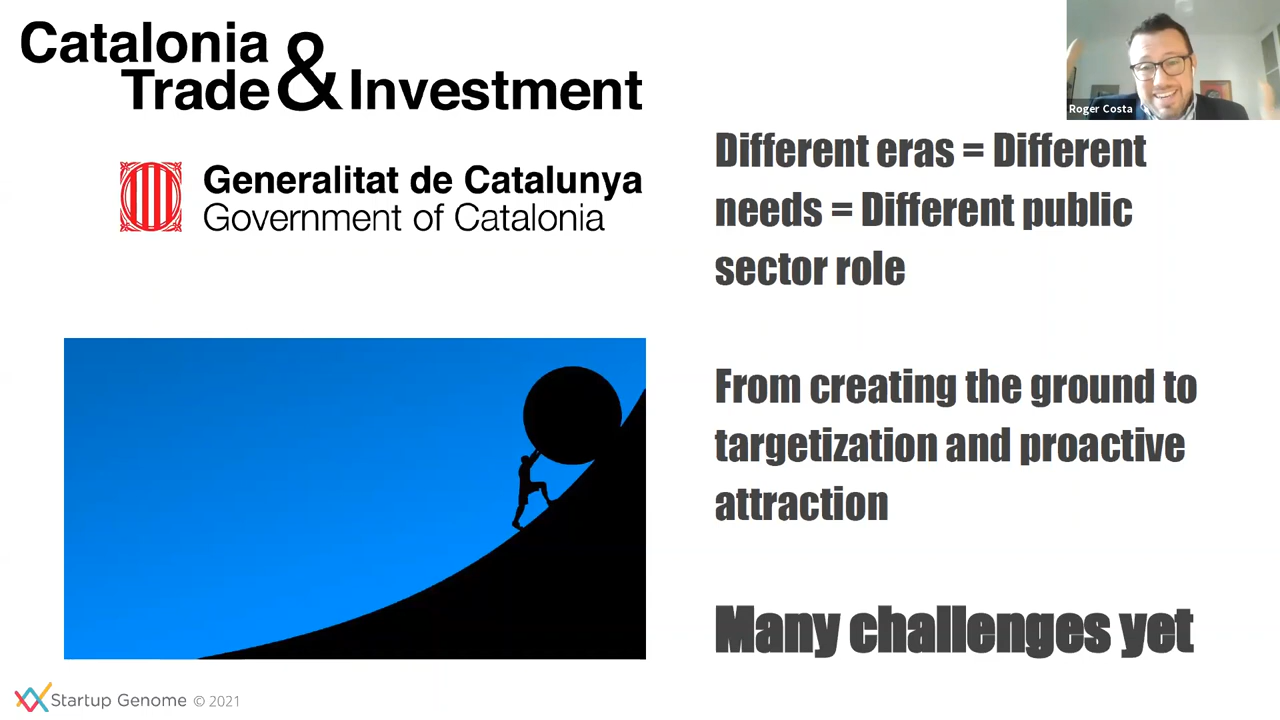 Catalonia
Trade & Investment
Generalitat de Catalunya
Government of Catalonia
Roger Costa
Different eras = Different
needs = Different public
sector role
From creating the ground to
targetization and proactive
attraction
Many challenges yet
Startup Genome © 2021